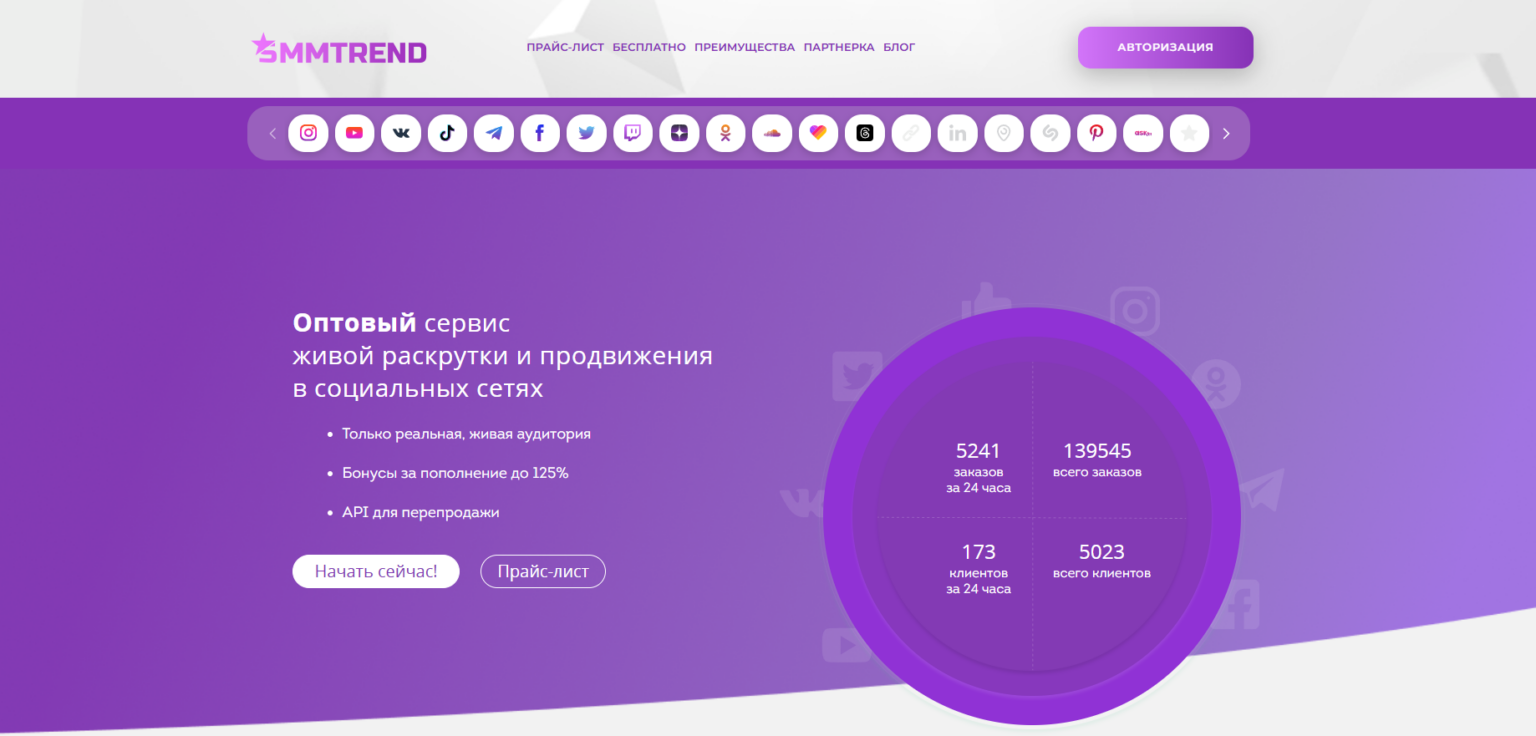 SMMTREND
ПРАЙС-ЛИСТ БЕСПЛАТНО ПРЕИМУЩЕСТВА ПАРТНЕРКА БЛОГ
АВТОРИЗАЦИЯ
Оптовый сервис
живой раскрутки и продвижения
в социальных сетях
Только реальная, живая аудитория
Бонусы за пополнение до 125%
API для перепродажи
Начать сейчас!
Прайс-лист
5241
заказов
за 24 часа
139545
всего заказов
173
клиентов
за 24 часа
5023
всего клиентов